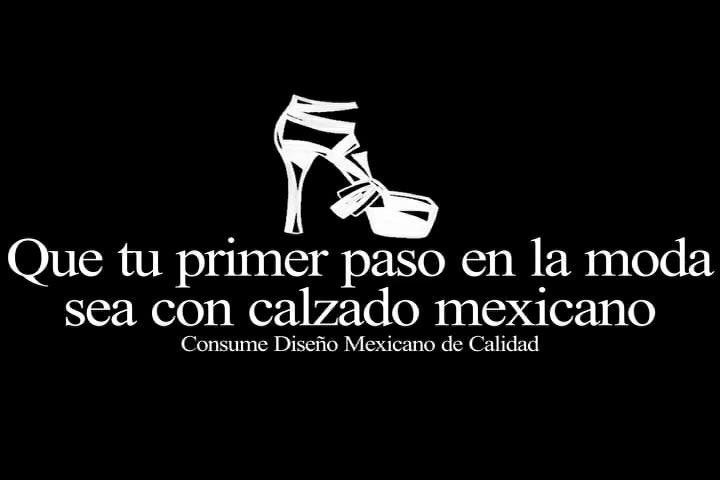 Que tu primer paso en la moda
sea con calzado mexicano
Consume Diseño Mexicano de Calidad